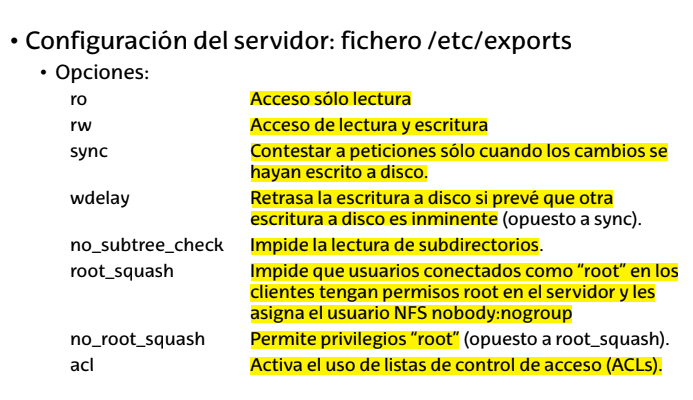 • Configuración del servidor: fichero /etc/exports
• Opciones:
ro Acceso sólo lectura
rw Acceso de lectura y escritura
sync Contestar a peticiones sólo cuando los cambios se
hayan escrito a disco.
wdelay Retrasa la escritura a disco si prevé que otra
escritura a disco es inminente (opuesto a sync).
no_subtree_check Impide la lectura de subdirectorios.
root_squash Impide que usuarios conectados como “root” en los
clientes tengan permisos root en el servidor y les
asigna el usuario NFS nobody:nogroup
no_root_squash Permite privilegios “root” (opuesto a root_squash).
acl Activa el uso de listas de control de acceso (ACLs).